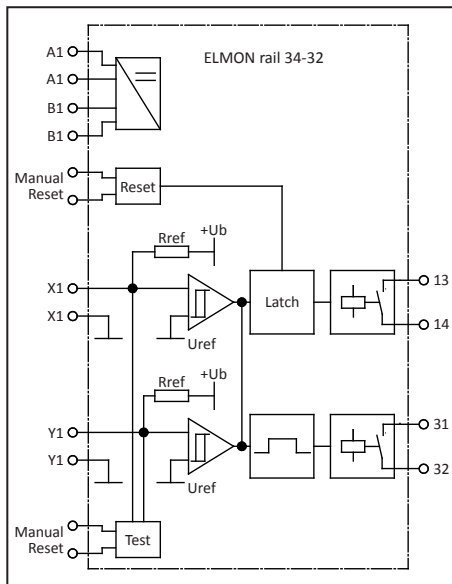 ELMON rail 34-32
A1
A1
B1
B1
Manual
Reset
Reset
Rref
+Ub
X1
X1
Uref
Latch
13
14
Rref
+Ub
Y1
Y1
Uref
31
32
Manual
Reset
Test